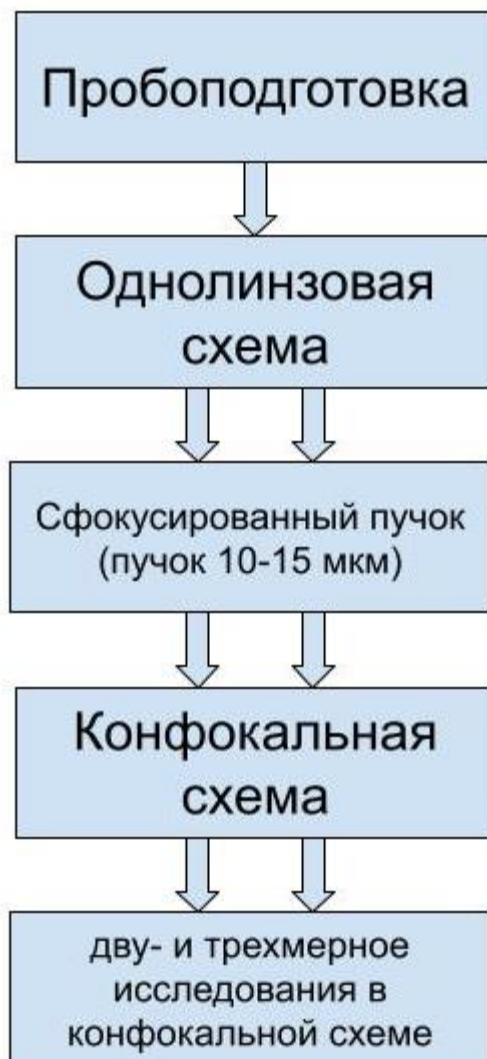 Пробоподготовка
Однолинзовая
схема
Сфокусированный пучок
(пучок 10-15 мкм)
Конфокальная
схема
дву- и трехмерное
исследования в
конфокальной схеме